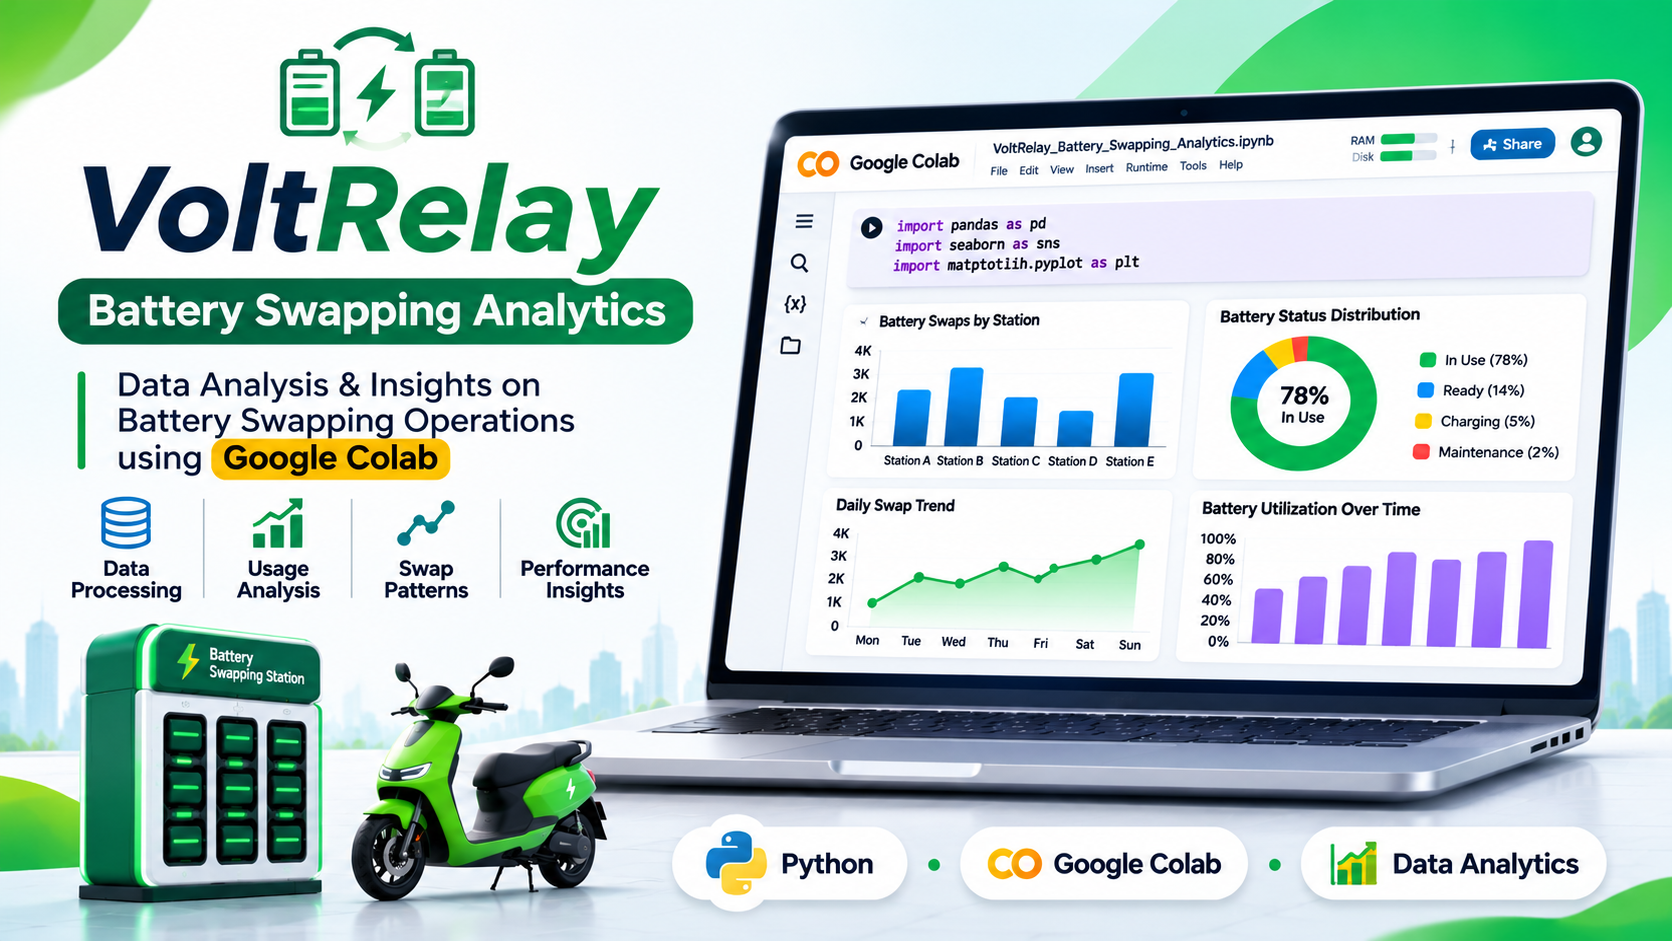 VoltRelay
Battery Swapping Analytics
Data Analysis & Insights on
Battery Swapping Operations
using Google Colab
Data
Processing
Usage
Analysis
Swap
Patterns
Performance
Insights
Battery
Swapping Station
Google Colab
VoltRelay_Battery_Swapping_Analytics.ipynb
File Edit View Insert Runtime Tools Help
RAM
Disk
Share
{x}
import pandas as pd
import seaborn as sns
import matptotlih.pyplot as plt
Battery Swaps by Station
4K
3K
2K
1K
0
Station A Station B Station C Station D Station E
Battery Status Distribution
78%
In Use
In Use (78%)
Ready (14%)
Charging (5%)
Maintenance (2%)
Daily Swap Trend
4K
3K
2K
1K
0
Mon Tue Wed Thu Fri Sat Sun
Battery Utilization Over Time
100%
80%
60%
40%
20%
0%
Python
CO Google Colab
Data Analytics